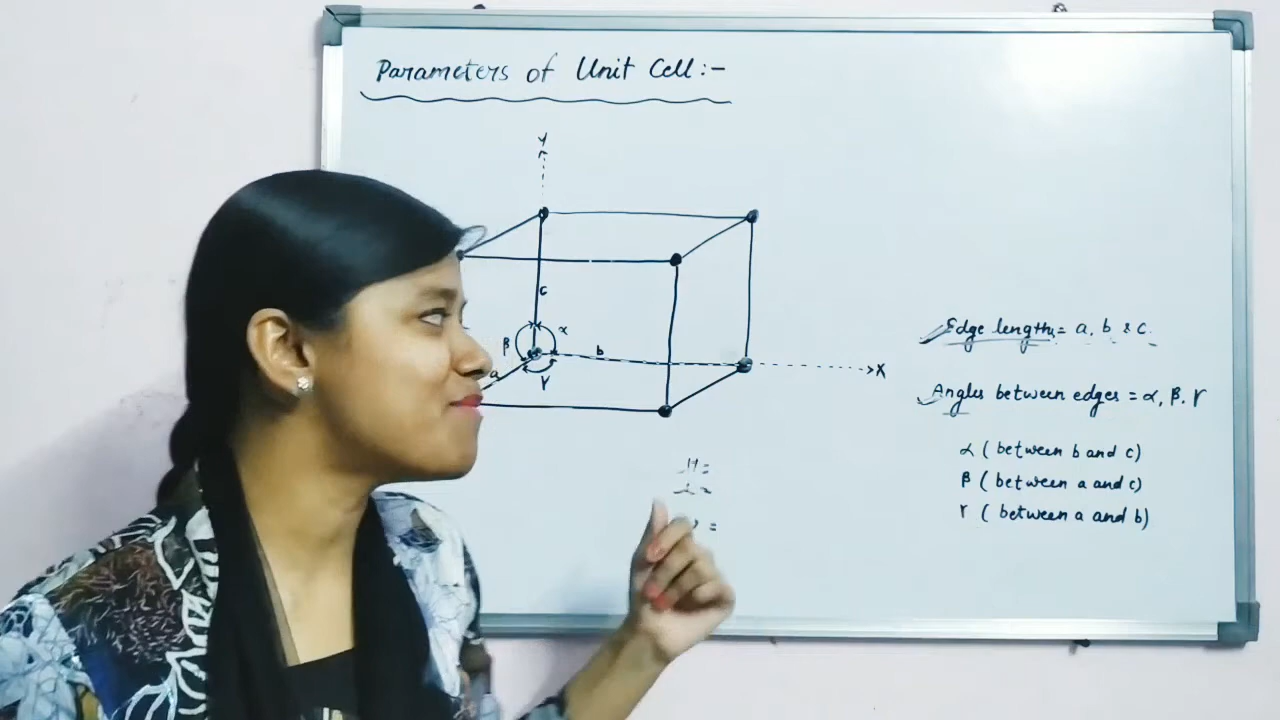 Parameters of Unit Cell:-
Y
c
α
β
b
a
γ
X
Edge length = a, b & c.
Angles between edges = α, β, γ
α ( between b and c)
β ( between a and c)
γ ( between a and b)